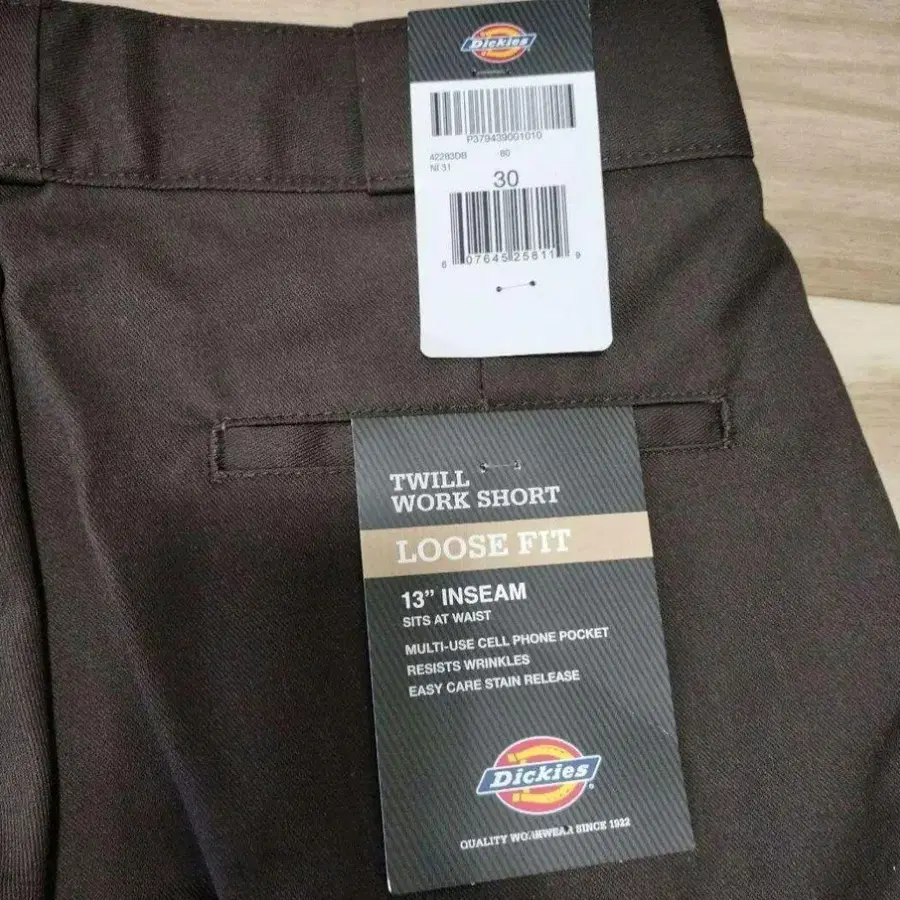 Dickies
P379439001010
42283DB 80
NI 31
30
6 07645 25811 9
TWILL
WORK SHORT
LOOSE FIT
13” INSEAM
SITS AT WAIST
MULTI-USE CELL PHONE POCKET
RESISTS WRINKLES
EASY CARE STAIN RELEASE
Dickies
QUALITY WORKWEAR SINCE 1922